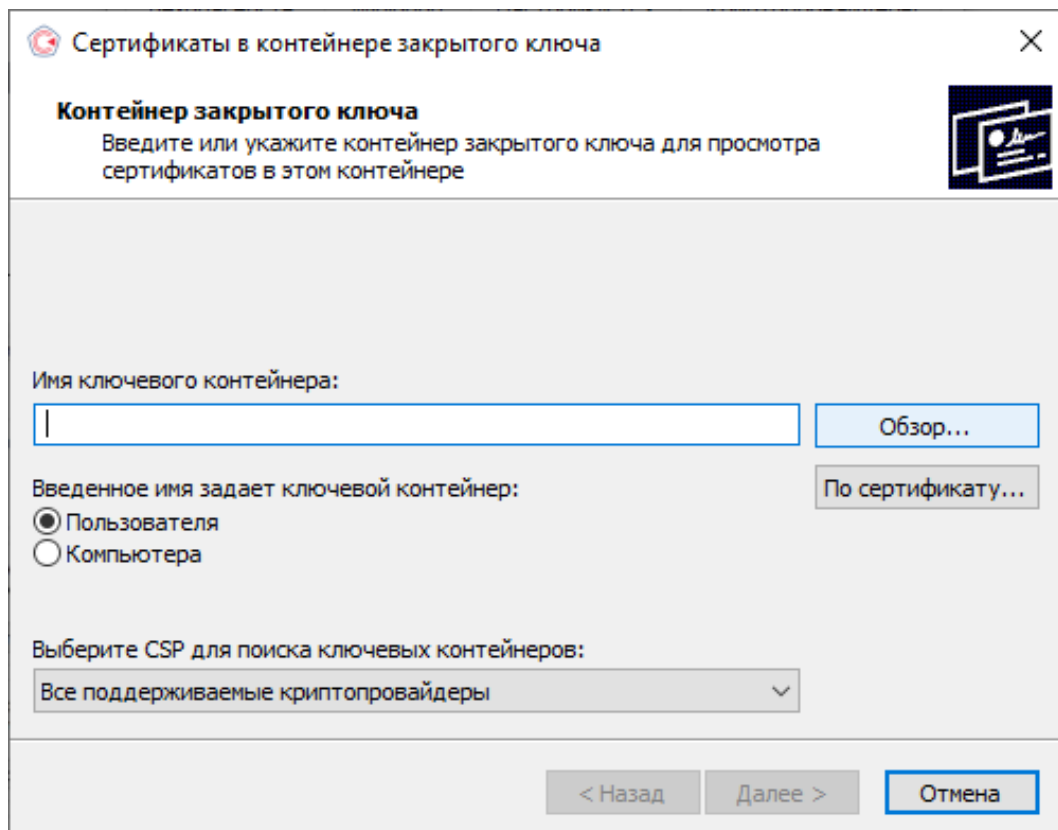 Сертификаты в контейнере закрытого ключа
Контейнер закрытого ключа
Введите или укажите контейнер закрытого ключа для просмотра
сертификатов в этом контейнере
Имя ключевого контейнера:
Обзор...
Введенное имя задает ключевой контейнер:
По сертификату...
Пользователя
Компьютера
Выберите CSP для поиска ключевых контейнеров:
Все поддерживаемые криптопровайдеры
< Назад
Далее >
Отмена